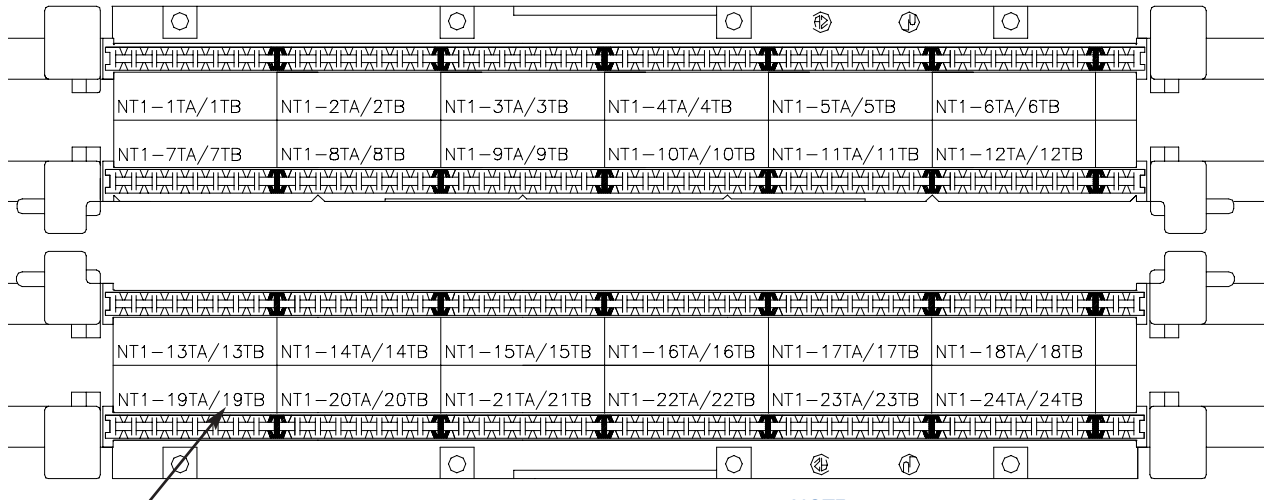 NT1-1TA/1TB NT1-2TA/2TB NT1-3TA/3TB NT1-4TA/4TB NT1-5TA/5TB NT1-6TA/6TB
NT1-7TA/7TB NT1-8TA/8TB NT1-9TA/9TB NT1-10TA/10TB NT1-11TA/11TB NT1-12TA/12TB
NT1-13TA/13TB NT1-14TA/14TB NT1-15TA/15TB NT1-16TA/16TB NT1-17TA/17TB NT1-18TA/18TB
NT1-19TA/19TB NT1-20TA/20TB NT1-21TA/21TB NT1-22TA/22TB NT1-23TA/23TB NT1-24TA/24TB